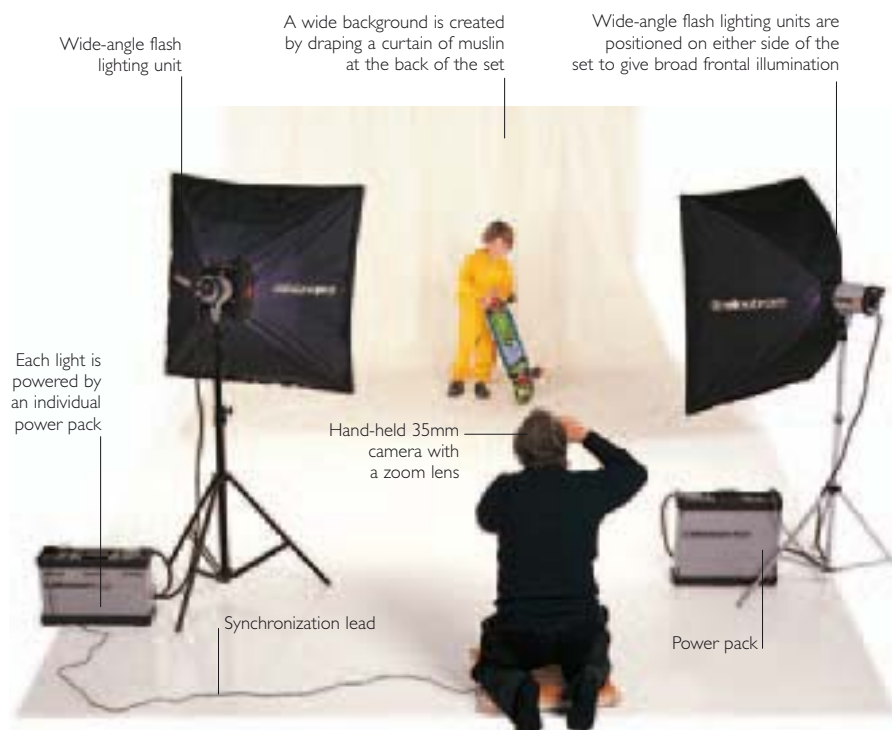 Wide-angle flash
lighting unit
A wide background is created
by draping a curtain of muslin
at the back of the set
Wide-angle flash lighting units are
positioned on either side of the
set to give broad frontal illumination
Each light is
powered by
an individual
power pack
Hand-held 35mm
camera with
a zoom lens
Synchronization lead
Power pack